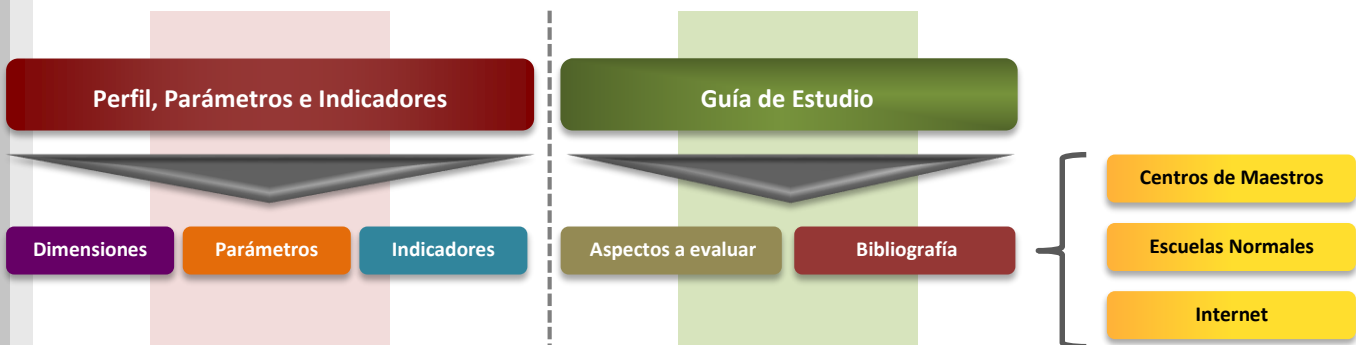 Perfil, Parámetros e Indicadores
Guía de Estudio
Dimensiones
Parámetros
Indicadores
Aspectos a evaluar
Bibliografía
Centros de Maestros
Escuelas Normales
Internet